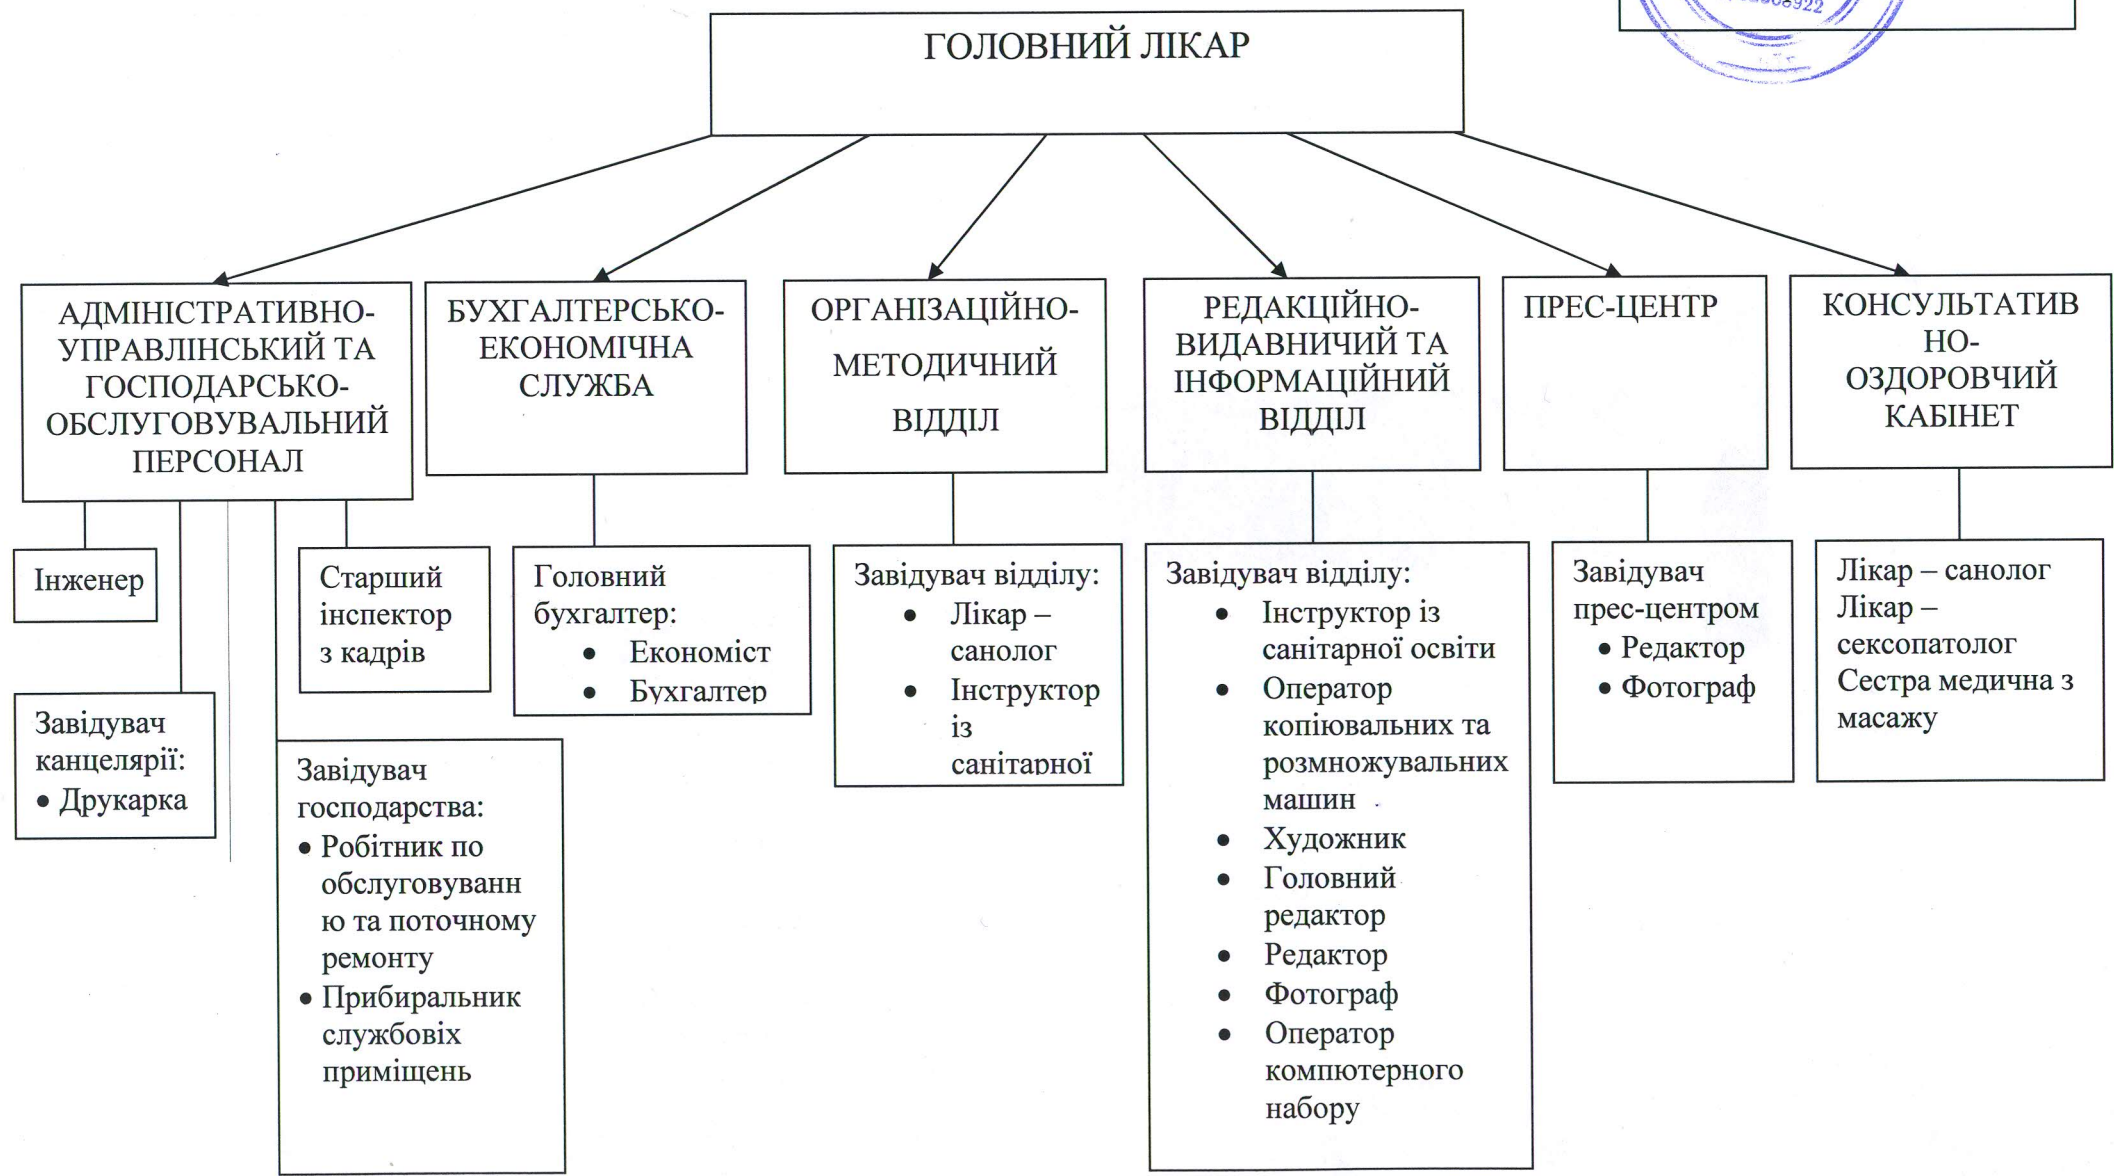 ГОЛОВНИЙ ЛІКАР
АДМІНІСТРАТИВНО-
УПРАВЛІНСЬКИЙ ТА
ГОСПОДАРСЬКО-
ОБСЛУГОВУВАЛЬНИЙ
ПЕРСОНАЛ
БУХГАЛТЕРСЬКО-
ЕКОНОМІЧНА
СЛУЖБА
ОРГАНІЗАЦІЙНО-
МЕТОДИЧНИЙ
ВІДДІЛ
РЕДАКЦІЙНО-
ВИДАВНИЧИЙ ТА
ІНФОРМАЦІЙНИЙ
ВІДДІЛ
ПРЕС-ЦЕНТР
КОНСУЛЬТАТИВ
НО-
ОЗДОРОВЧИЙ
КАБІНЕТ
Інженер
Завідувач
канцелярії:
• Друкарка
Старший
інспектор
з кадрів
Завідувач
господарства:
• Робітник по
обслуговуванн
ю та поточному
ремонту
• Прибиральник
службовіх
приміщень
Головний
бухгалтер:
• Економіст
• Бухгалтер
Завідувач відділу:
• Лікар –
санолог
• Інструктор
із
санітарної
Завідувач відділу:
• Інструктор із
санітарної освіти
• Оператор
копіювальних та
розмножувальних
машин
• Художник
• Головний
редактор
• Редактор
• Фотограф
• Оператор
компютерного
набору
Завідувач
прес-центром
• Редактор
• Фотограф
Лікар – санолог
Лікар –
сексопатолог
Сестра медична з
масажу